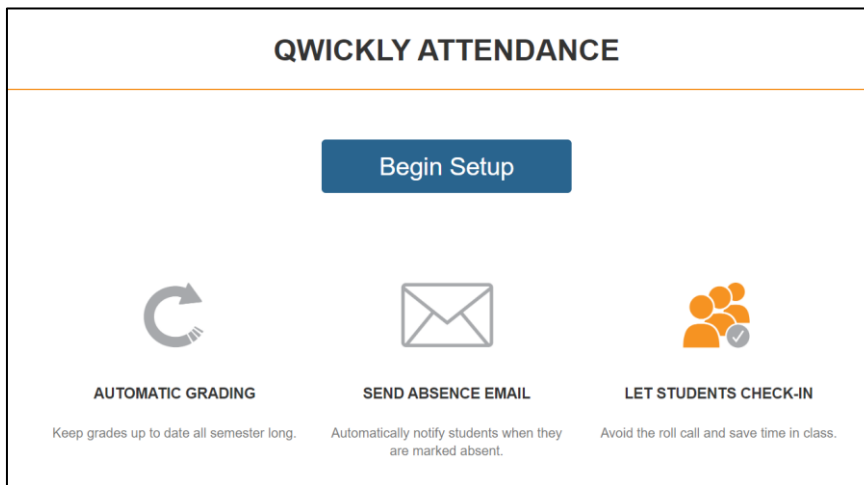 QWICKLY ATTENDANCE
Begin Setup
AUTOMATIC GRADING
Keep grades up to date all semester long.
SEND ABSENCE EMAIL
Automatically notify students when they
are marked absent.
LET STUDENTS CHECK-IN
Avoid the roll call and save time in class.